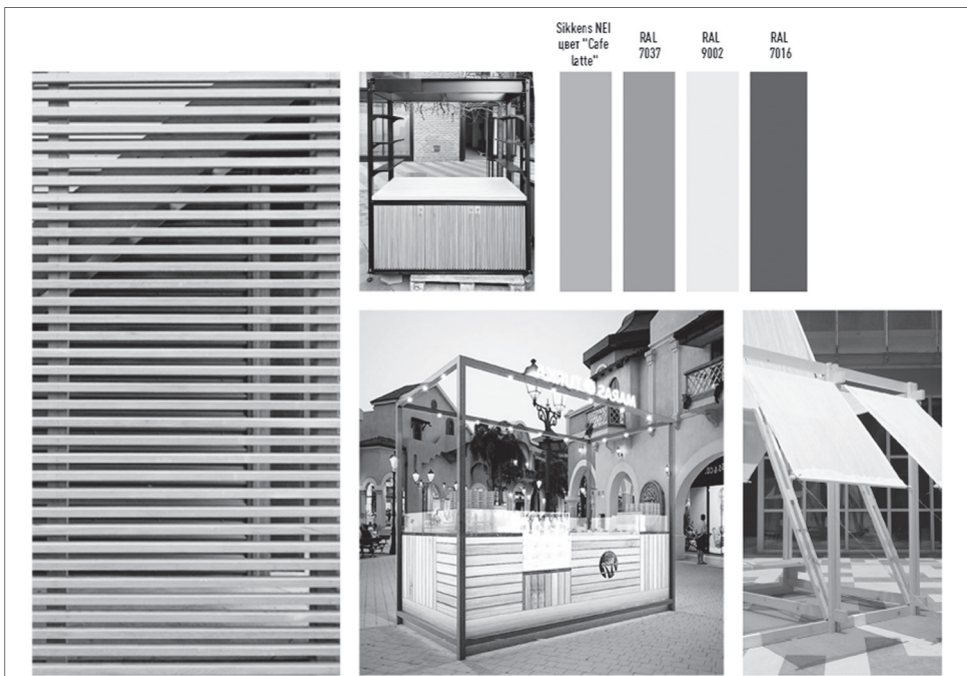 Sikkens NEI
цвет "Cafe
latte"
RAL
7037
RAL
9002
RAL
7016